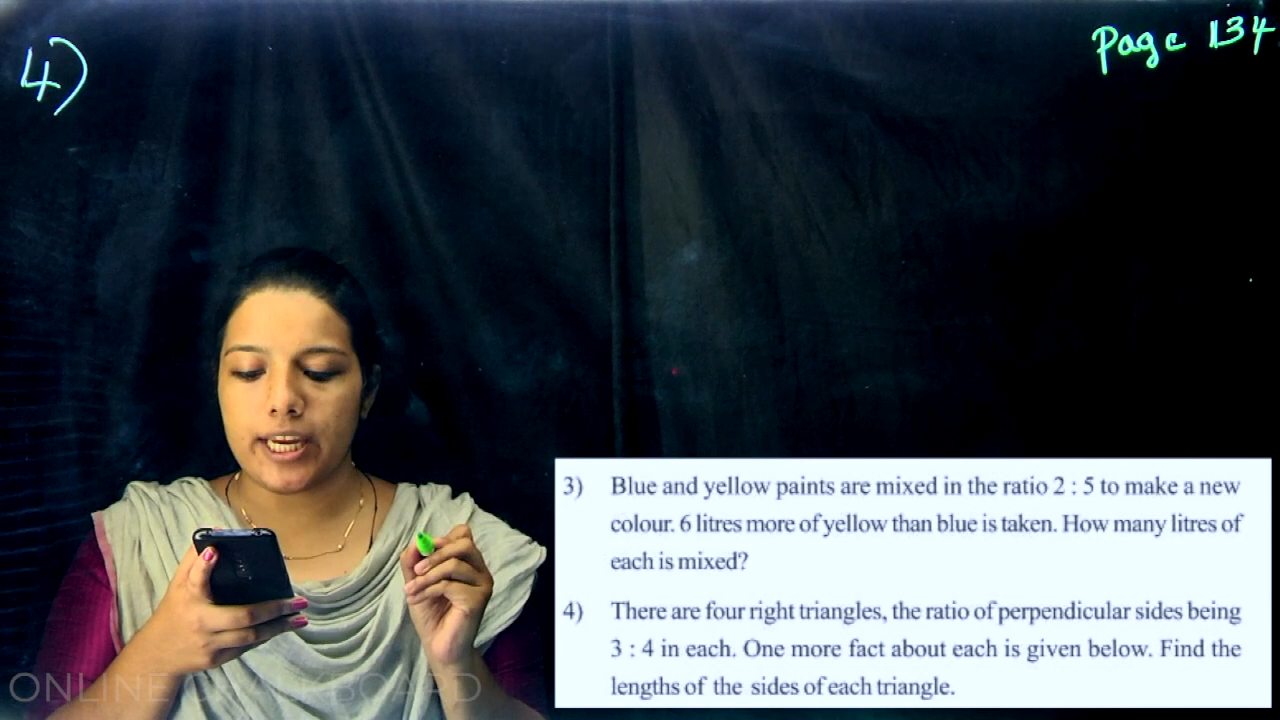 4)
Page 134
3) Blue and yellow paints are mixed in the ratio 2 : 5 to make a new
colour. 6 litres more of yellow than blue is taken. How many litres of
each is mixed?
4) There are four right triangles, the ratio of perpendicular sides being
3 : 4 in each. One more fact about each is given below. Find the
lengths of the sides of each triangle.
ONLINE CHALKBOARD